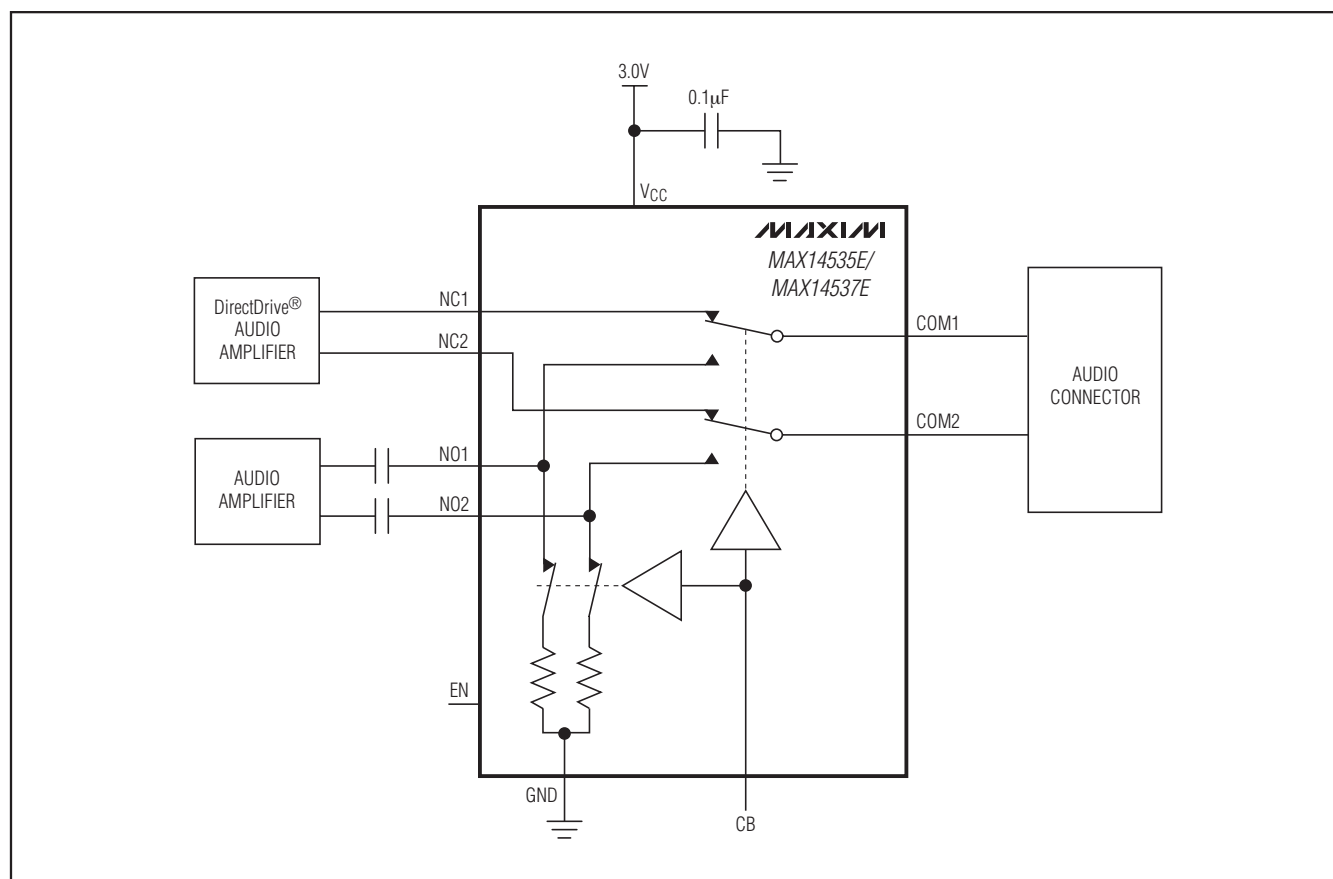 3.0V
0.1μF
VCC
MAXIM
MAX14535E/
MAX14537E
DirectDrive®
AUDIO
AMPLIFIER
NC1
NC2
COM1
COM2
AUDIO
CONNECTOR
AUDIO
AMPLIFIER
NO1
NO2
EN
GND
CB